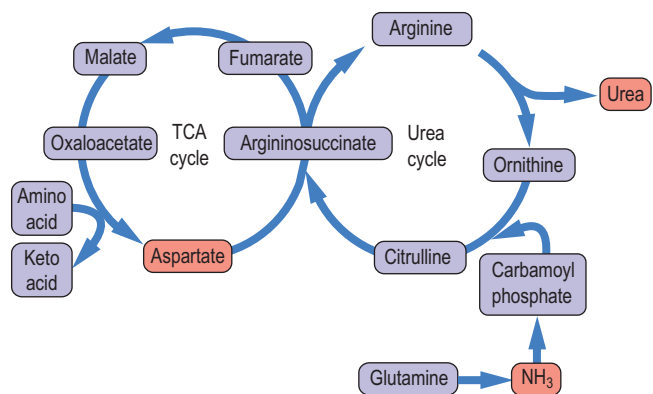 Arginine
Malate
Fumarate
Urea
Oxaloacetate
TCA
cycle
Argininosuccinate
Urea
cycle
Ornithine
Amino
acid
Keto
acid
Aspartate
Citrulline
Carbamoyl
phosphate
Glutamine
NH₃